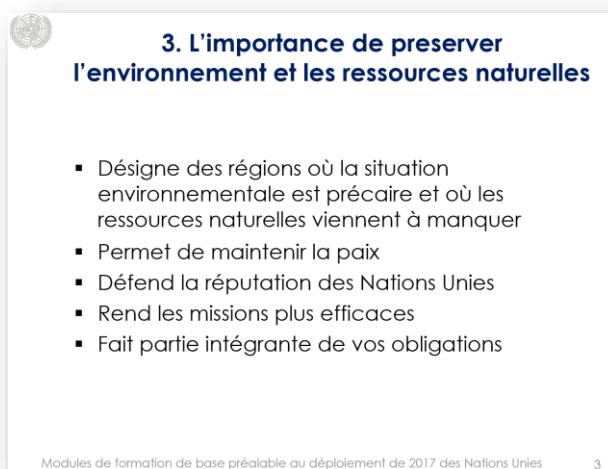 3. L’importance de preserver
l’environnement et les ressources naturelles
▪ Désigne des régions où la situation
environnementale est précaire et où les
ressources naturelles viennent à manquer
▪ Permet de maintenir la paix
▪ Défend la réputation des Nations Unies
▪ Rend les missions plus efficaces
▪ Fait partie intégrante de vos obligations
Modules de formation de base préalable au déploiement de 2017 des Nations Unies 3